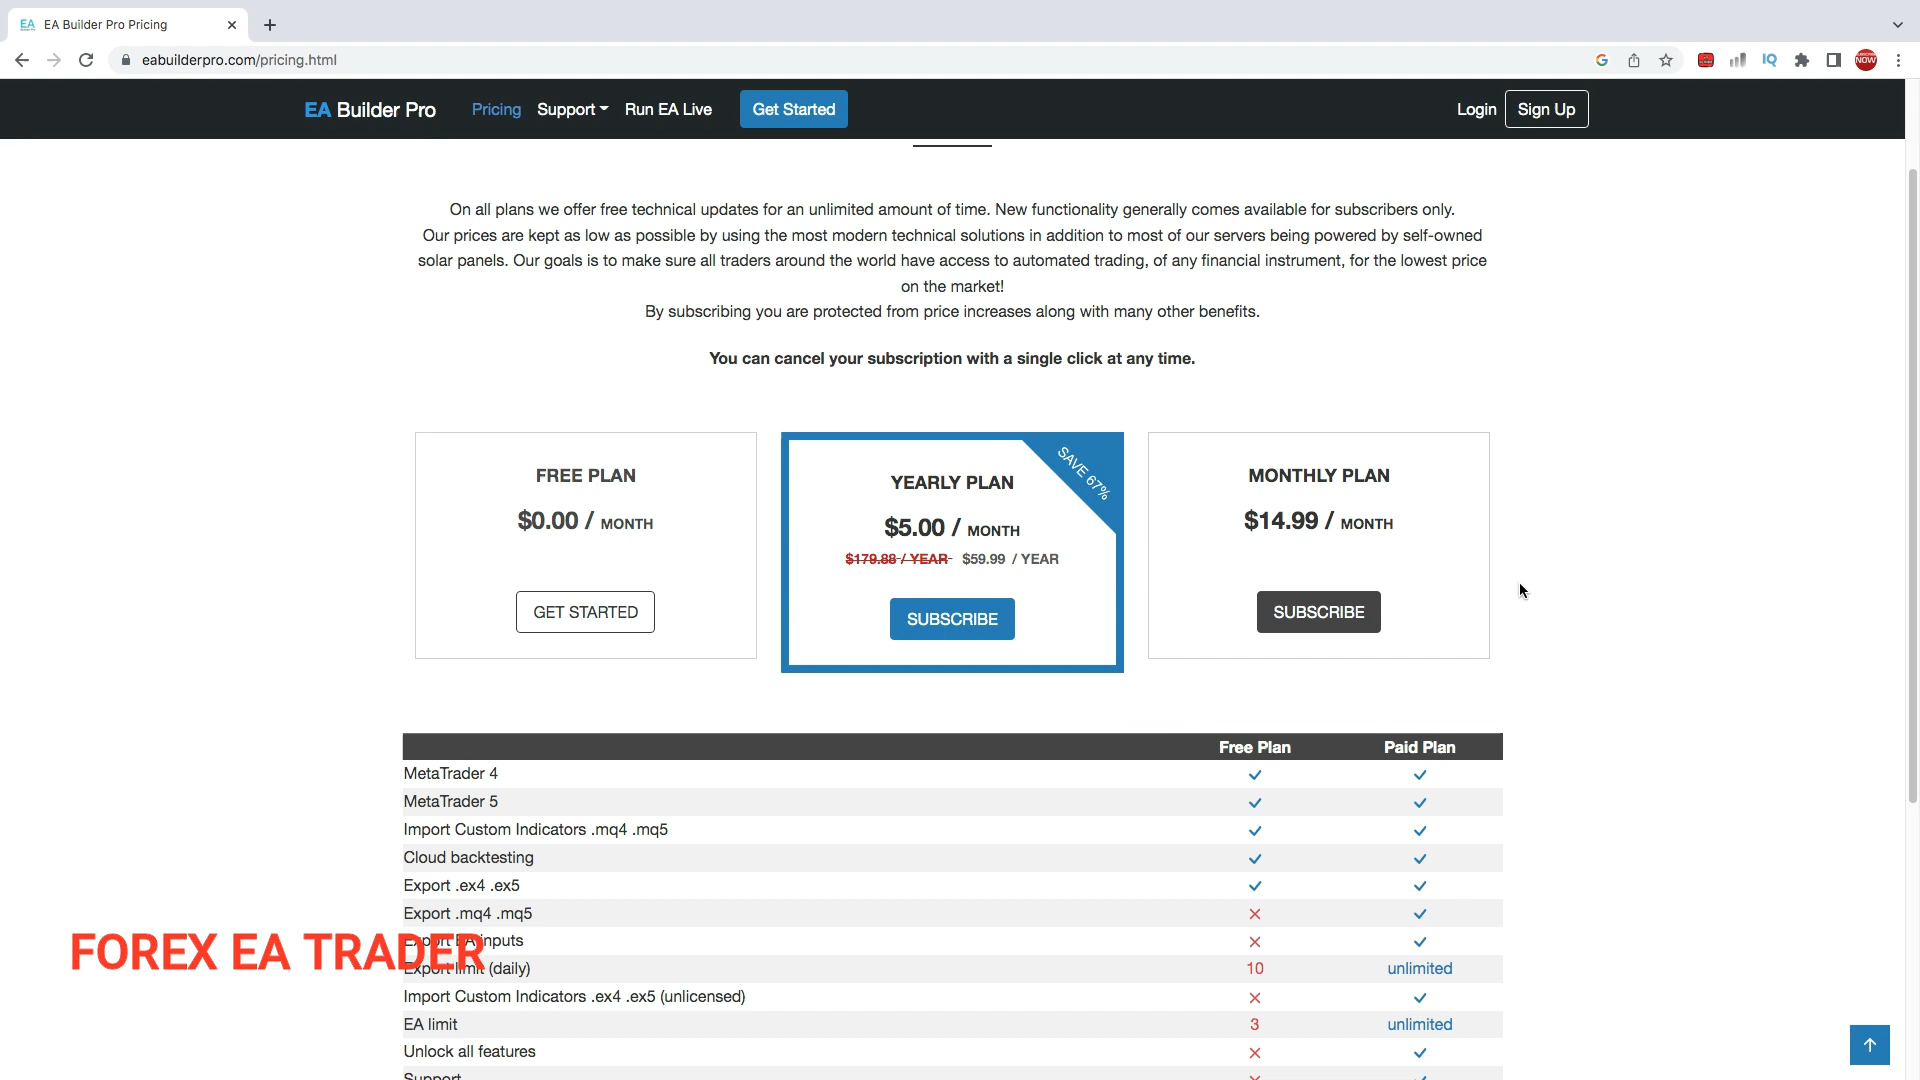 EA Builder Pro Pricing
eabuilderpro.com/pricing.html
IQ
NOW
EA Builder Pro Pricing Support Run EA Live Get Started Login Sign Up
On all plans we offer free technical updates for an unlimited amount of time. New functionality generally comes available for subscribers only.
Our prices are kept as low as possible by using the most modern technical solutions in addition to most of our servers being powered by self-owned
solar panels. Our goals is to make sure all traders around the world have access to automated trading, of any financial instrument, for the lowest price
on the market!
By subscribing you are protected from price increases along with many other benefits.
You can cancel your subscription with a single click at any time.
FREE PLAN
$0.00 / MONTH
GET STARTED
SAVE 67%
YEARLY PLAN
$5.00 / MONTH
$179.88 / YEAR $59.99 / YEAR
SUBSCRIBE
MONTHLY PLAN
$14.99 / MONTH
SUBSCRIBE
Free Plan Paid Plan
MetaTrader 4
MetaTrader 5
Import Custom Indicators .mq4 .mq5
Cloud backtesting
Export .ex4 .ex5
Export .mq4 .mq5
Export EA inputs
FOREX EA TRADER
Export limit (daily) 10 unlimited
Import Custom Indicators .ex4 .ex5 (unlicensed)
EA limit 3 unlimited
Unlock all features
Support